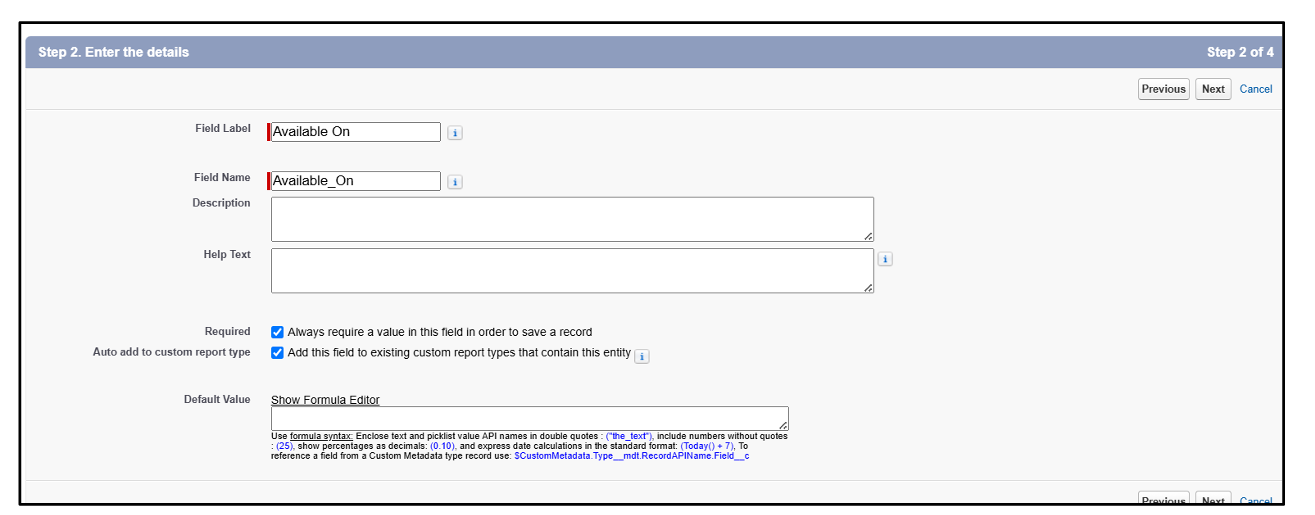 Step 2. Enter the details Step 2 of 4
Previous Next Cancel
Field Label Available On i
Field Name Available_On i
Description
Help Text i
Required Always require a value in this field in order to save a record
Auto add to custom report type Add this field to existing custom report types that contain this entity i
Default Value Show Formula Editor
Use formula syntax: Enclose text and picklist value API names in double quotes : ("the_text"), include numbers without quotes
: (25), show percentages as decimals: (0.10), and express date calculations in the standard format: (Today() + 7), To
reference a field from a Custom Metadata type record use: $CustomMetadata.Type__mdt.RecordAPIName.Field__c
Previous Next Cancel